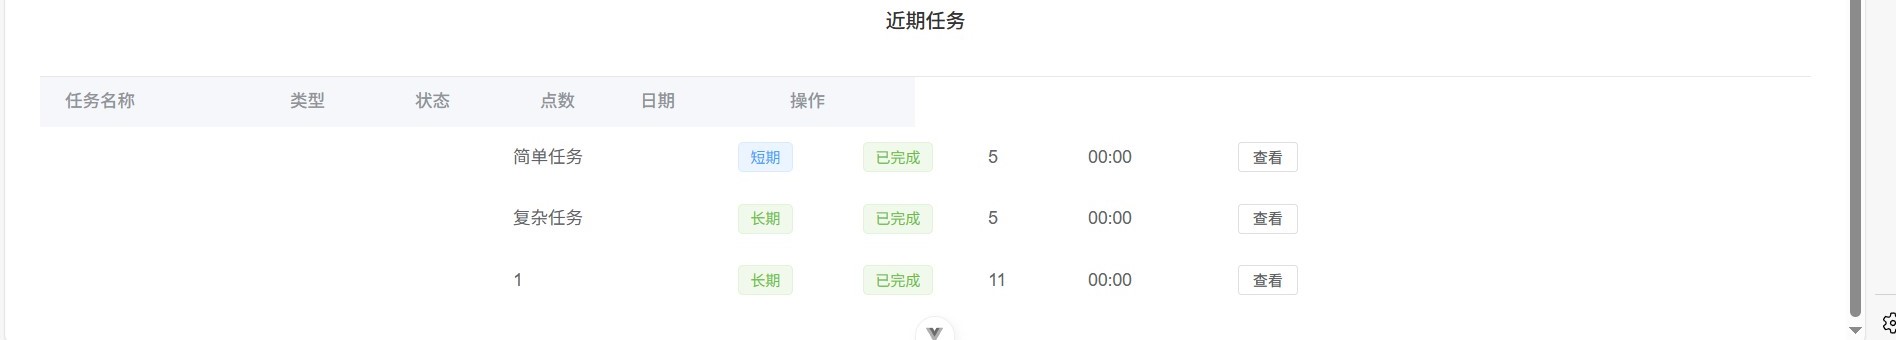 近期任务
任务名称 类型 状态 点数 日期 操作
简单任务 短期 已完成 5 00:00 查看
复杂任务 长期 已完成 5 00:00 查看
1 长期 已完成 11 00:00 查看